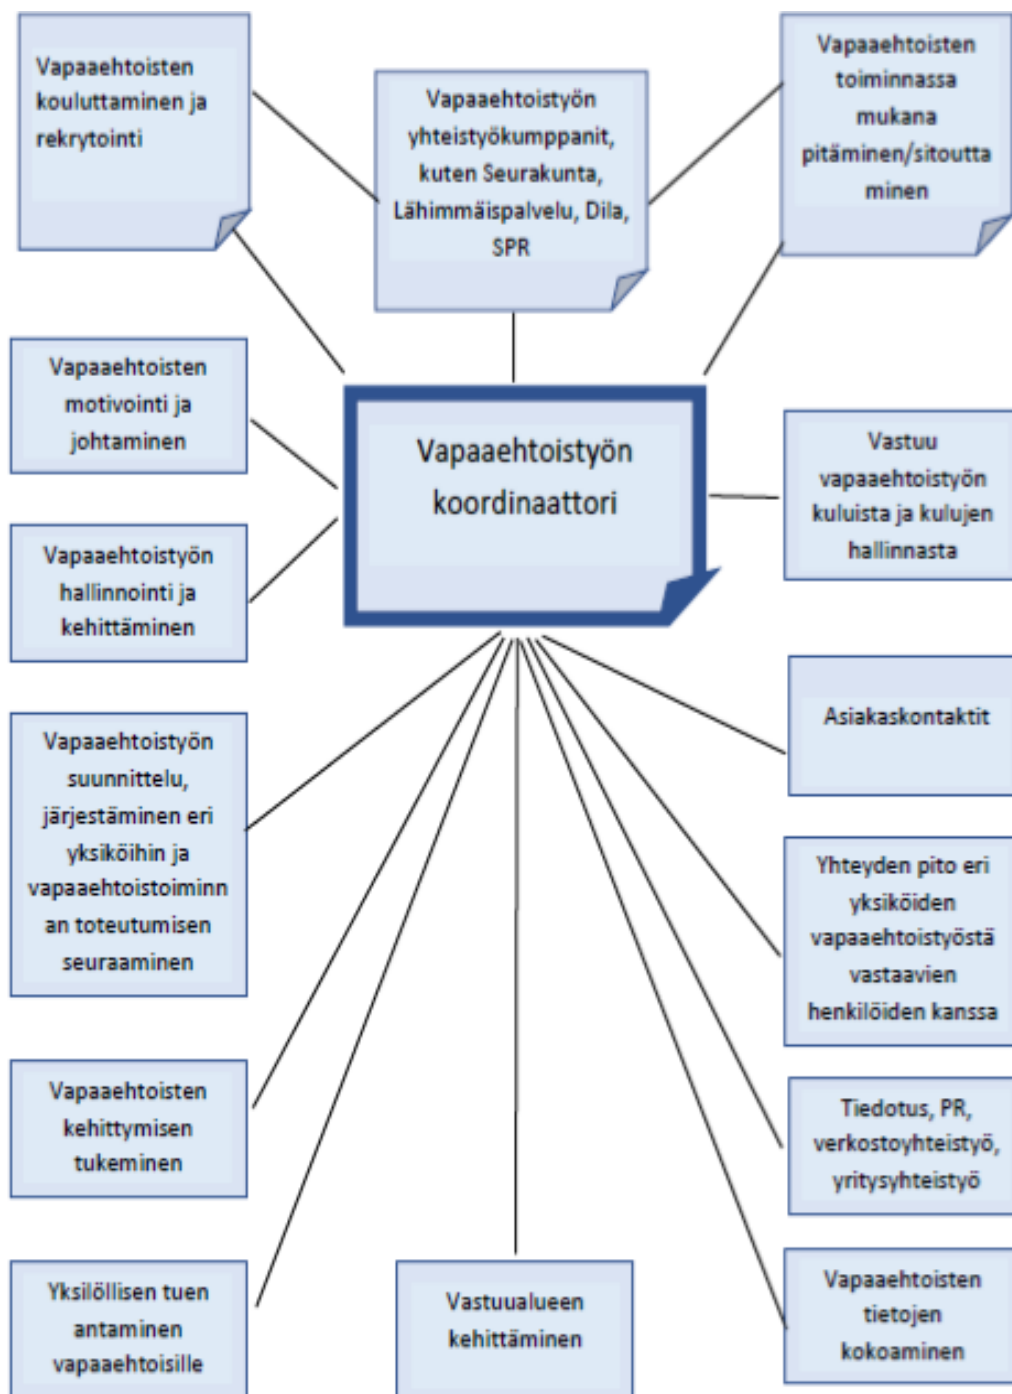 Vapaaehtoisten
kouluttaminen ja
rekrytointi
Vapaaehtoistyön
yhteistyökumppanit,
kuten Seurakunta,
Lähimmäispalvelu, Dila,
SPR
Vapaaehtoisten
toiminnassa
mukana
pitäminen/sitoutta
minen
Vapaaehtoisten
motivointi ja
johtaminen
Vapaaehtoistyön
koordinaattori
Vastuu
vapaaehtoistyön
kuluista ja kulujen
hallinnasta
Vapaaehtoistyön
hallinnointi ja
kehittäminen
Asiakaskontaktit
Vapaaehtoistyön
suunnittelu,
järjestäminen eri
yksiköihin ja
vapaaehtoistoiminn
an toteutumisen
seuraaminen
Yhteyden pito eri
yksiköiden
vapaaehtoistyöstä
vastaavien
henkilöiden kanssa
Vapaaehtoisten
kehittymisen
tukeminen
Tiedotus, PR,
verkostoyhteistyö,
yritysyhteistyö
Yksilöllisen tuen
antaminen
vapaaehtoisille
Vastuualueen
kehittäminen
Vapaaehtoisten
tietojen
kokoaminen